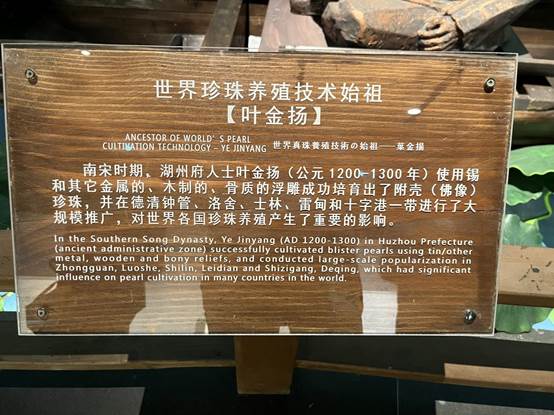 世界珍珠养殖技术始祖
【叶金扬】
ANCESTOR OF WORLD'S PEARL
CULTIVATION TECHNOLOGY – YE JINYANG 世界真珠養殖技術の始祖——葉金揚
南宋时期，湖州府人士叶金扬（公元1200-1300年）使用锡
和其它金属的、木制的、骨质的浮雕成功培育出了附壳（佛像）
珍珠，并在德清钟管、洛舍、士林、雷甸和十字港一带进行了大
规模推广，对世界各国珍珠养殖产生了重要的影响。
In the Southern Song Dynasty, Ye Jinyang (AD 1200-1300) in Huzhou Prefecture
(ancient administrative zone) successfully cultivated blister pearls using tin/other
metal, wooden and bony reliefs, and conducted large-scale popularization in
Zhongguan, Luoshe, Shilin, Leidian and Shizigang, Deqing, which had significant
influence on pearl cultivation in many countries in the world.